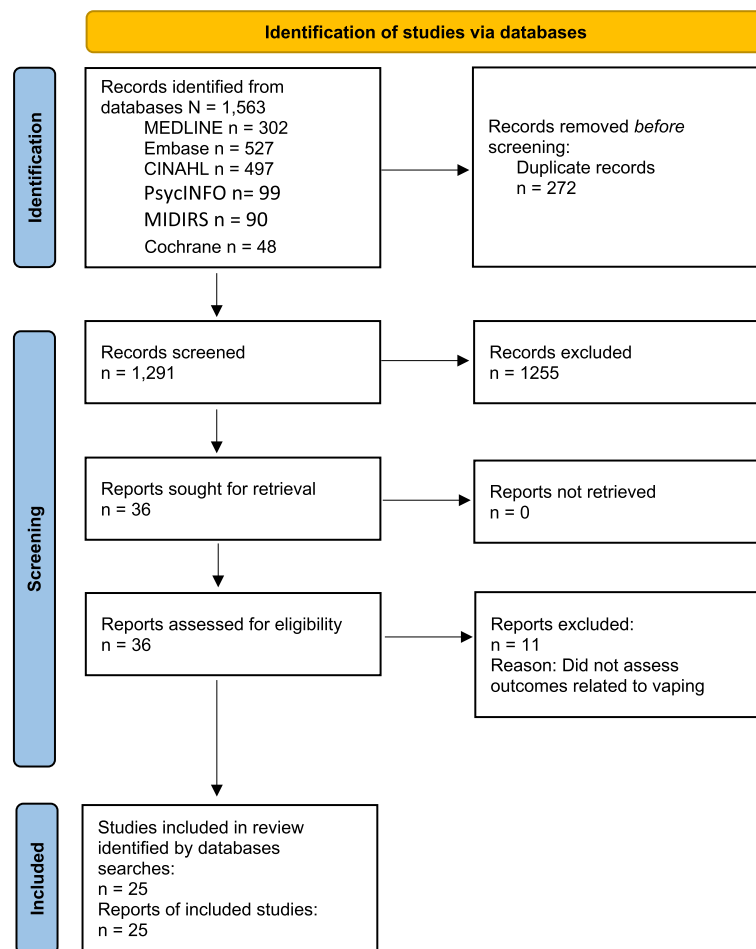 Identification of studies via databases
Identification
Records identified from
databases N = 1,563
MEDLINE n = 302
Embase n = 527
CINAHL n = 497
PsycINFO n= 99
MIDIRS n = 90
Cochrane n = 48
Records removed before
screening:
Duplicate records
n = 272
Screening
Records screened
n = 1,291
Records excluded
n = 1255
Reports sought for retrieval
n = 36
Reports not retrieved
n = 0
Reports assessed for eligibility
n = 36
Reports excluded:
n = 11
Reason: Did not assess
outcomes related to vaping
Included
Studies included in review
identified by databases
searches:
n = 25
Reports of included studies:
n = 25